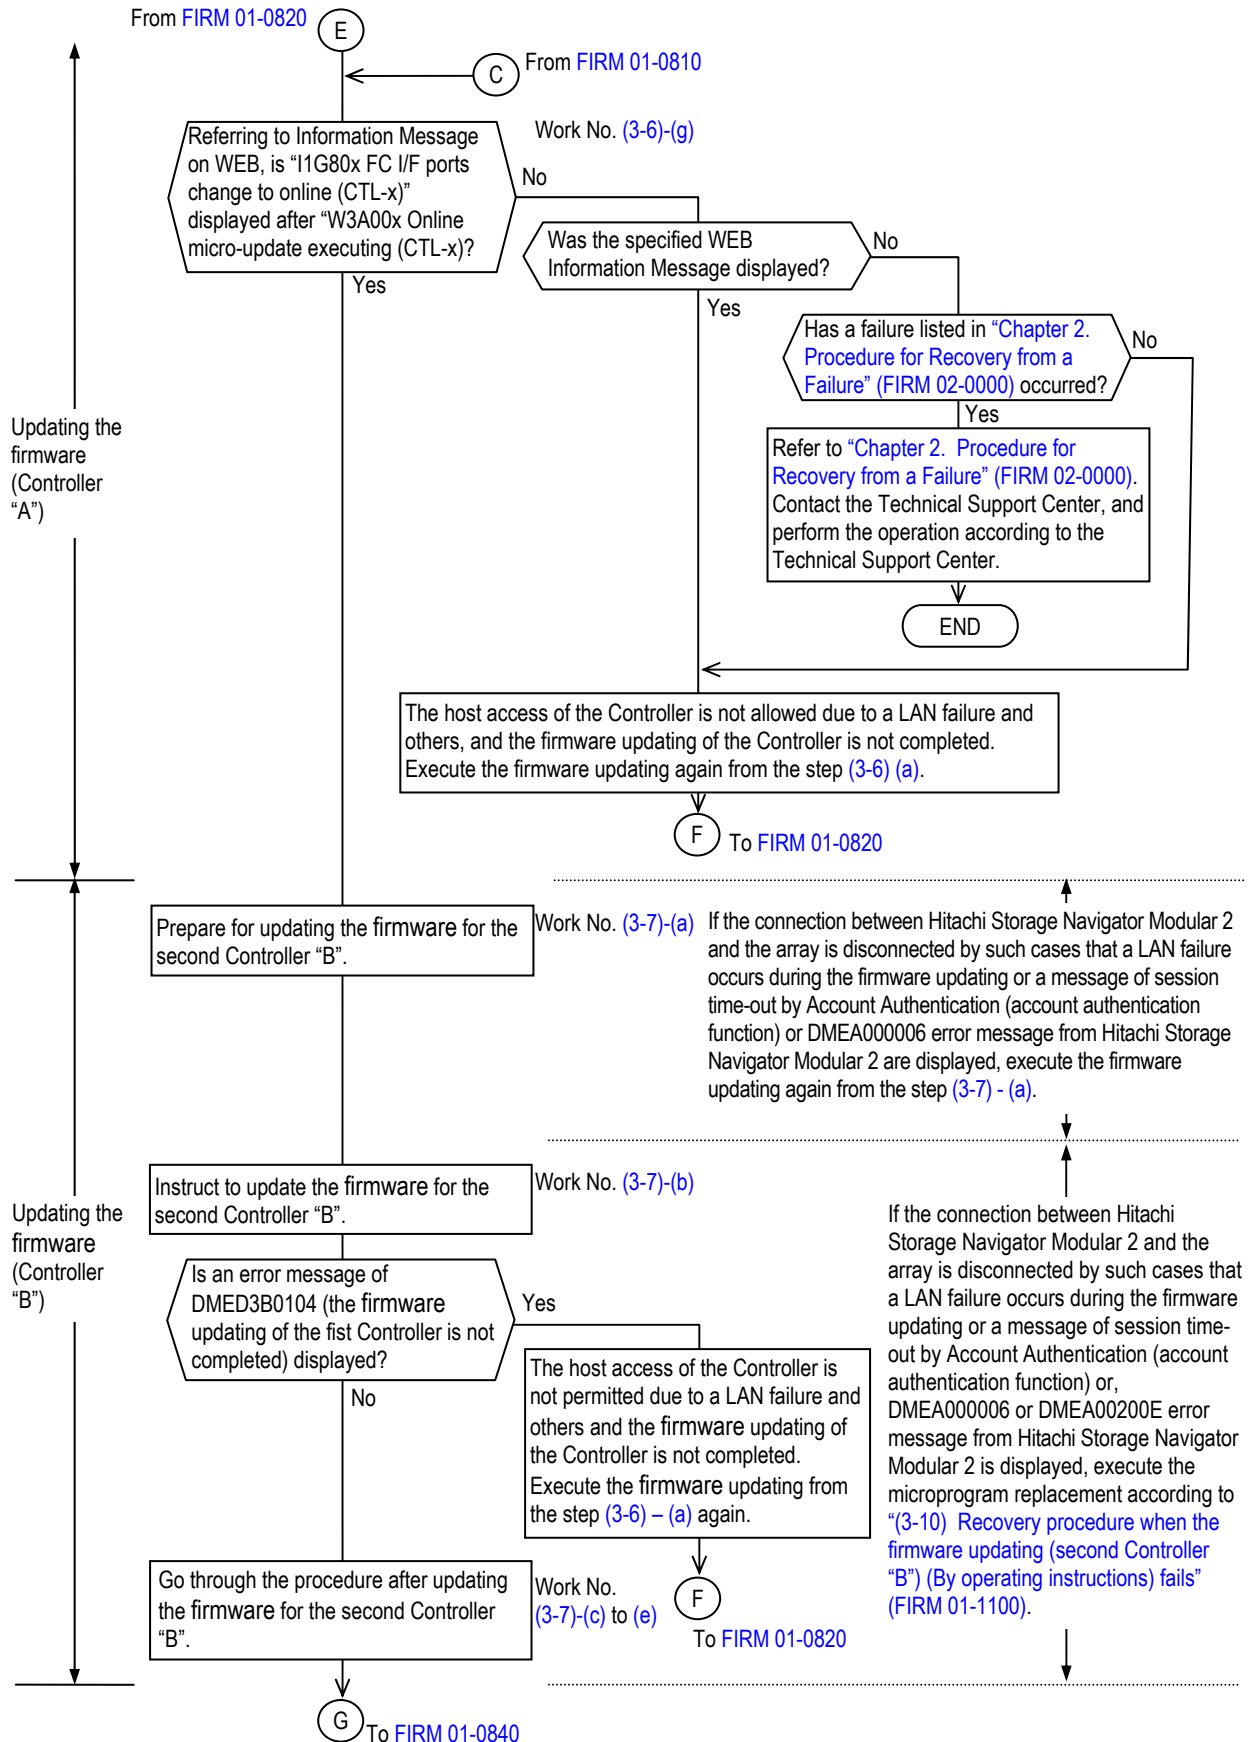 From FIRM 01-0820
E
C
From FIRM 01-0810
Referring to Information Message
on WEB, is “I1G80x FC I/F ports
change to online (CTL-x)”
displayed after “W3A00x Online
micro-update executing (CTL-x)?
Work No. (3-6)-(g)
No
Yes
Was the specified WEB
Information Message displayed?
No
Yes
Has a failure listed in “Chapter 2.
Procedure for Recovery from a
Failure” (FIRM 02-0000) occurred?
No
Yes
Refer to “Chapter 2.  Procedure for
Recovery from a Failure” (FIRM 02-0000).
Contact the Technical Support Center, and
perform the operation according to the
Technical Support Center.
END
Updating the
firmware
(Controller
“A”)
The host access of the Controller is not allowed due to a LAN failure and
others, and the firmware updating of the Controller is not completed.
Execute the firmware updating again from the step (3-6) (a).
F
To FIRM 01-0820
Prepare for updating the firmware for the
second Controller “B”.
Work No. (3-7)-(a)
If the connection between Hitachi Storage Navigator Modular 2
and the array is disconnected by such cases that a LAN failure
occurs during the firmware updating or a message of session
time-out by Account Authentication (account authentication
function) or DMEA000006 error message from Hitachi Storage
Navigator Modular 2 are displayed, execute the firmware
updating again from the step (3-7) - (a).
Instruct to update the firmware for the
second Controller “B”.
Work No. (3-7)-(b)
Updating the
firmware
(Controller
“B”)
Is an error message of
DMED3B0104 (the firmware
updating of the fist Controller is not
completed) displayed?
Yes
No
The host access of the Controller is
not permitted due to a LAN failure and
others and the firmware updating of
the Controller is not completed.
Execute the firmware updating from
the step (3-6) – (a) again.
F
To FIRM 01-0820
If the connection between Hitachi
Storage Navigator Modular 2 and the
array is disconnected by such cases that
a LAN failure occurs during the firmware
updating or a message of session time-
out by Account Authentication (account
authentication function) or,
DMEA000006 or DMEA00200E error
message from Hitachi Storage Navigator
Modular 2 is displayed, execute the
microprogram replacement according to
“(3-10)  Recovery procedure when the
firmware updating (second Controller
“B”) (By operating instructions) fails”
(FIRM 01-1100).
Go through the procedure after updating
the firmware for the second Controller
“B”.
Work No.
(3-7)-(c) to (e)
G
To FIRM 01-0840